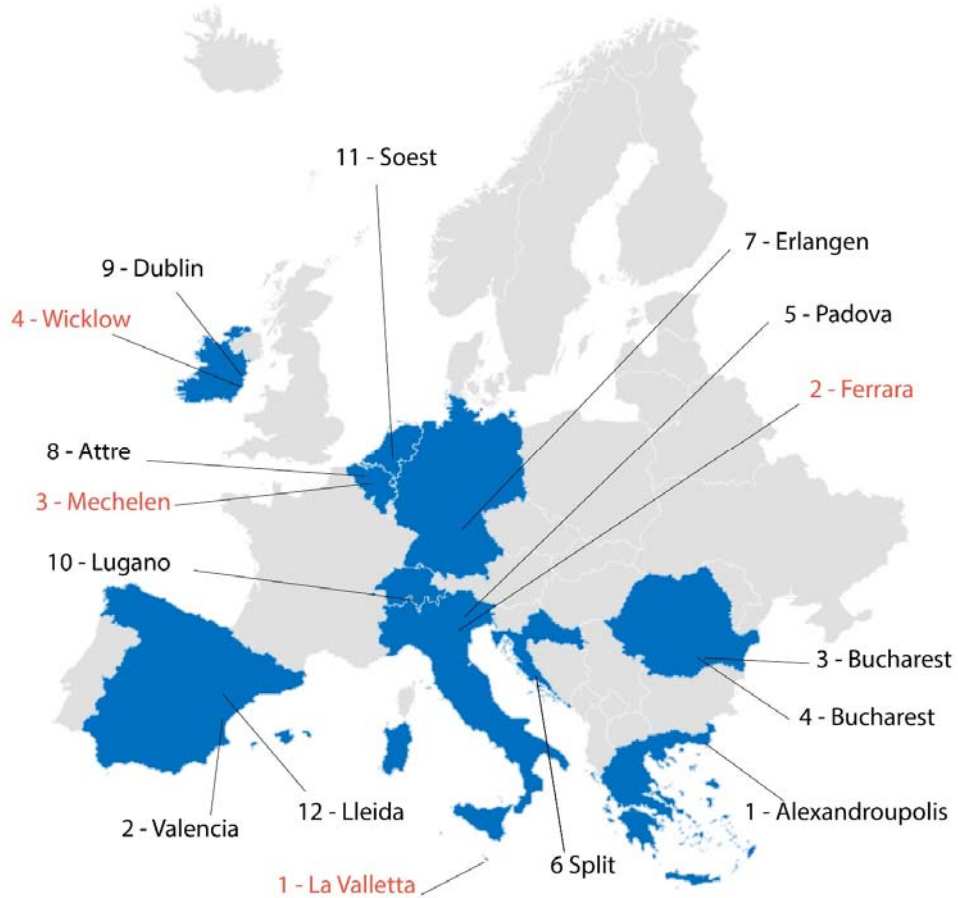 11 - Soest
7 - Erlangen
9 - Dublin
5 - Padova
4 - Wicklow
2 - Ferrara
8 - Attre
3 - Mechelen
10 - Lugano
3 - Bucharest
4 - Bucharest
12 - Lleida
1 - Alexandroupolis
2 - Valencia
6 Split
1 - La Valletta